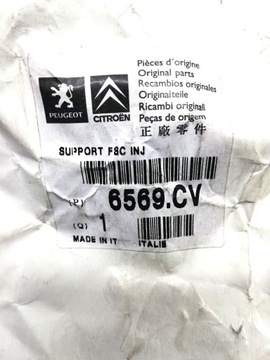 Pièces d'origine
Original parts
Recambios originales
Originalteile
Ricambi originali
Peças de origem
正廠零件
PEUGEOT CITROËN
SUPPORT FSC INJ
(P) 6569.CV
(Q) 1
MADE IN IT ITALIE